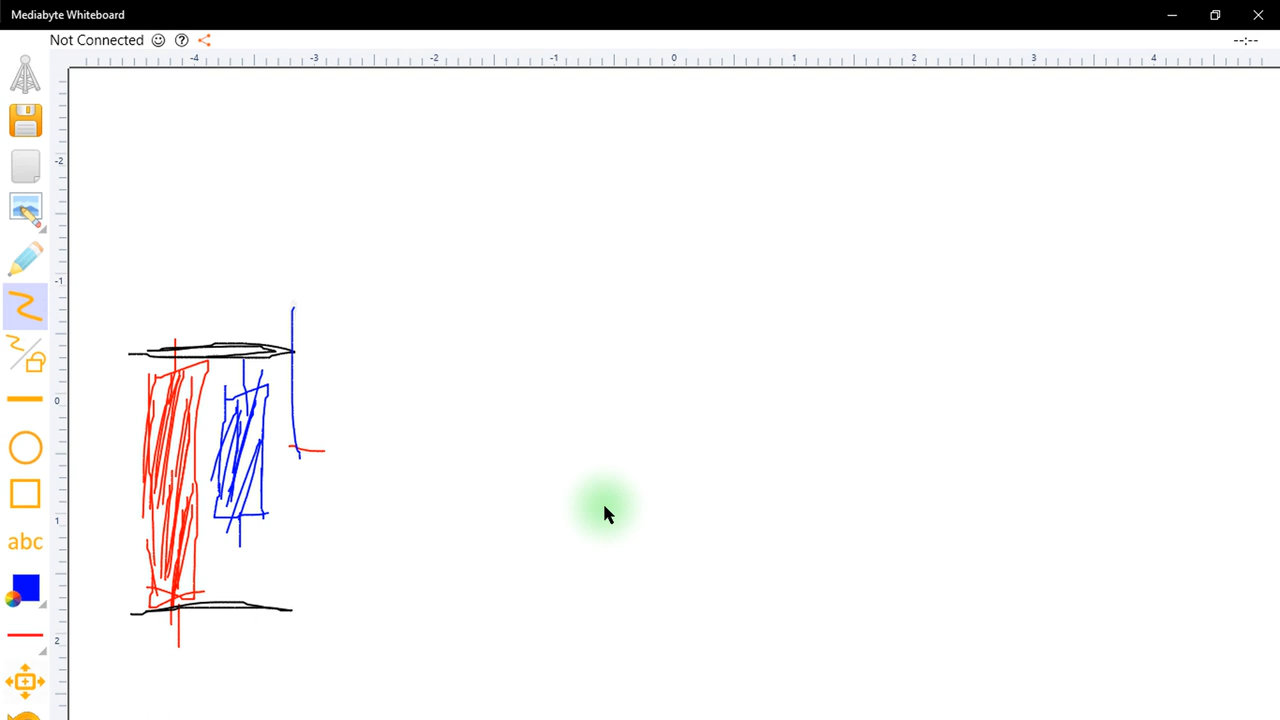 Mediabyte Whiteboard
Not Connected
--:--
-4 -3 -2 -1 0 1 2 3 4
-2
-1
0
1
2
abc